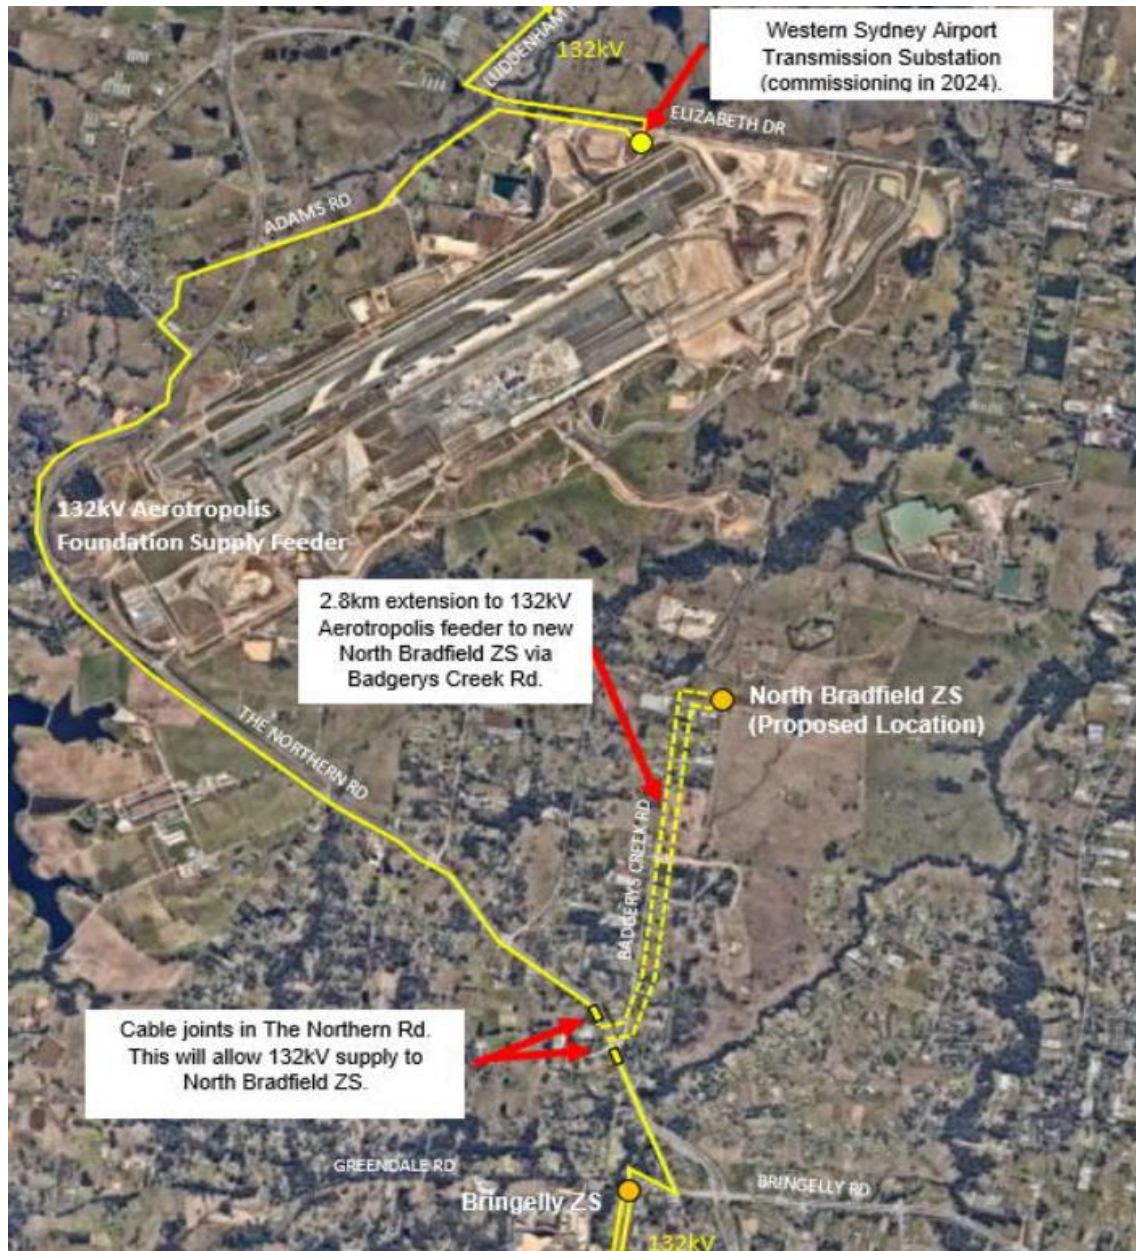 Western Sydney Airport
Transmission Substation
(commissioning in 2024).
132kV
LUDDENHAM
ELIZABETH DR
ADAMS RD
132kV Aerotropolis
Foundation Supply Feeder
2.8km extension to 132kV
Aerotropolis feeder to new
North Bradfield ZS via
Badgerys Creek Rd.
North Bradfield ZS
(Proposed Location)
THE NORTHERN RD
BADGERYS CREEK RD
Cable joints in The Northern Rd.
This will allow 132kV supply to
North Bradfield ZS.
GREENDALE RD
BRINGELLY RD
Bringelly ZS
132kV